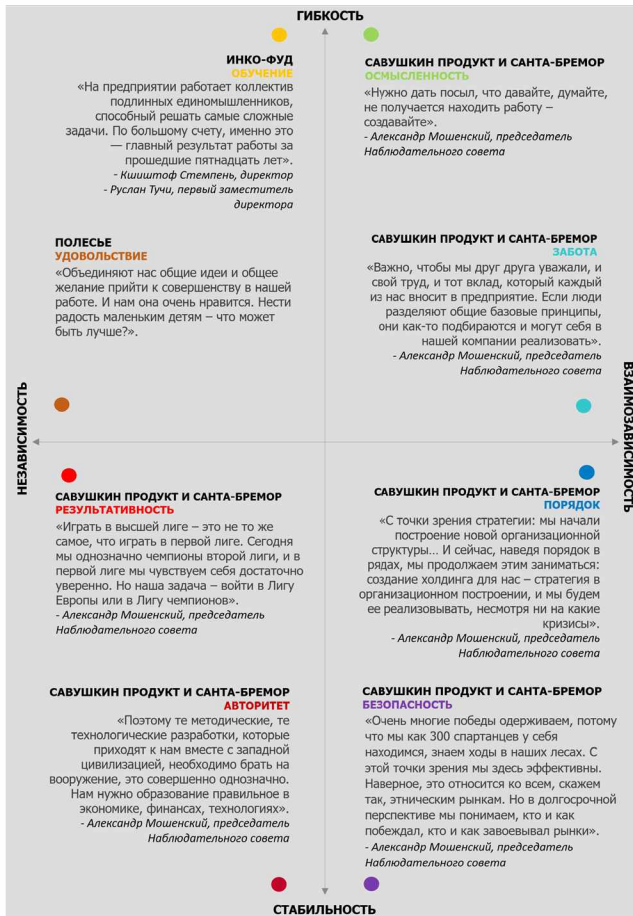 ГИБКОСТЬ
ИНКО-ФУД
ОБУЧЕНИЕ
«На предприятии работает коллектив
подлинных единомышленников,
способный решать самые сложные
задачи. По большому счету, именно это
— главный результат работы за
прошедшие пятнадцать лет».
- Кшиштоф Стемпень, директор
- Руслан Тучи, первый заместитель
директора
САВУШКИН ПРОДУКТ И САНТА-БРЕМОР
ОСМЫСЛЕННОСТЬ
«Нужно дать посыл, что давайте, думайте,
не получается находить работу –
создавайте».
- Александр Мошенский, председатель
Наблюдательного совета
ПОЛЕСЬЕ
УДОВОЛЬСТВИЕ
«Объединяют нас общие идеи и общее
желание прийти к совершенству в нашей
работе. И нам она очень нравится. Нести
радость маленьким детям – что может
быть лучше?».
САВУШКИН ПРОДУКТ И САНТА-БРЕМОР
ЗАБОТА
«Важно, чтобы мы друг друга уважали, и
свой труд, и тот вклад, который каждый
из нас вносит в предприятие. Если люди
разделяют общие базовые принципы,
они как-то подбираются и могут себя в
нашей компании реализовать».
- Александр Мошенский, председатель
Наблюдательного совета
НЕЗАВИСИМОСТЬ
ВЗАИМОЗАВИСИМОСТЬ
САВУШКИН ПРОДУКТ И САНТА-БРЕМОР
РЕЗУЛЬТАТИВНОСТЬ
«Играть в высшей лиге – это не то же
самое, что играть в первой лиге. Сегодня
мы однозначно чемпионы второй лиги, и в
первой лиге мы чувствуем себя достаточно
уверенно. Но наша задача – войти в Лигу
Европы или в Лигу чемпионов».
- Александр Мошенский, председатель
Наблюдательного совета
САВУШКИН ПРОДУКТ И САНТА-БРЕМОР
ПОРЯДОК
«С точки зрения стратегии: мы начали
построение новой организационной
структуры… И сейчас, наведя порядок в
рядах, мы продолжаем этим заниматься:
создание холдинга для нас – стратегия в
организационном построении, и мы будем
ее реализовывать, несмотря ни на какие
кризисы».
- Александр Мошенский, председатель
Наблюдательного совета
САВУШКИН ПРОДУКТ И САНТА-БРЕМОР
АВТОРИТЕТ
«Поэтому те методические, те
технологические разработки, которые
приходят к нам вместе с западной
цивилизацией, необходимо брать на
вооружение, это совершенно однозначно.
Нам нужно образование правильное в
экономике, финансах, технологиях».
- Александр Мошенский, председатель
Наблюдательного совета
САВУШКИН ПРОДУКТ И САНТА-БРЕМОР
БЕЗОПАСНОСТЬ
«Очень многие победы одерживаем, потому
что мы как 300 спартанцев у себя
находимся, знаем ходы в наших лесах. С
этой точки зрения мы здесь эффективны.
Наверное, это относится ко всем, скажем
так, этническим рынкам. Но в долгосрочной
перспективе мы понимаем, кто и как
побеждал, кто и как завоевывал рынки».
- Александр Мошенский, председатель
Наблюдательного совета
СТАБИЛЬНОСТЬ